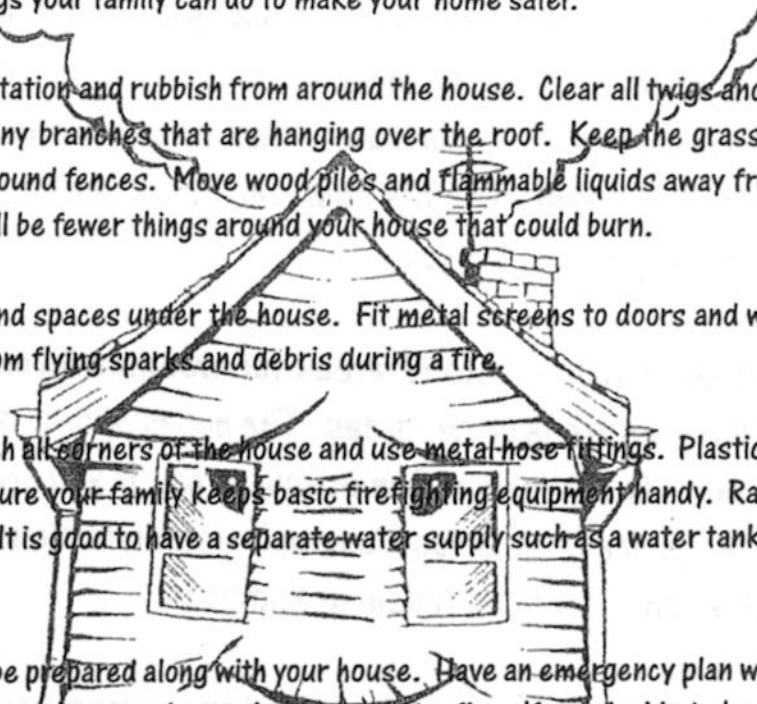 gs your family can do to make your home safer.
tation and rubbish from around the house. Clear all twigs and
ny branches that are hanging over the roof. Keep the grass
ound fences. Move wood piles and flammable liquids away fr
ll be fewer things around your house that could burn.
nd spaces under the house. Fit metal screens to doors and w
om flying sparks and debris during a fire.
h all corners of the house and use metal hose fittings. Plastic
ure your family keeps basic firefighting equipment handy. Ra
It is good to have a separate water supply such as a water tank
be prepared along with your house. Have an emergency plan w